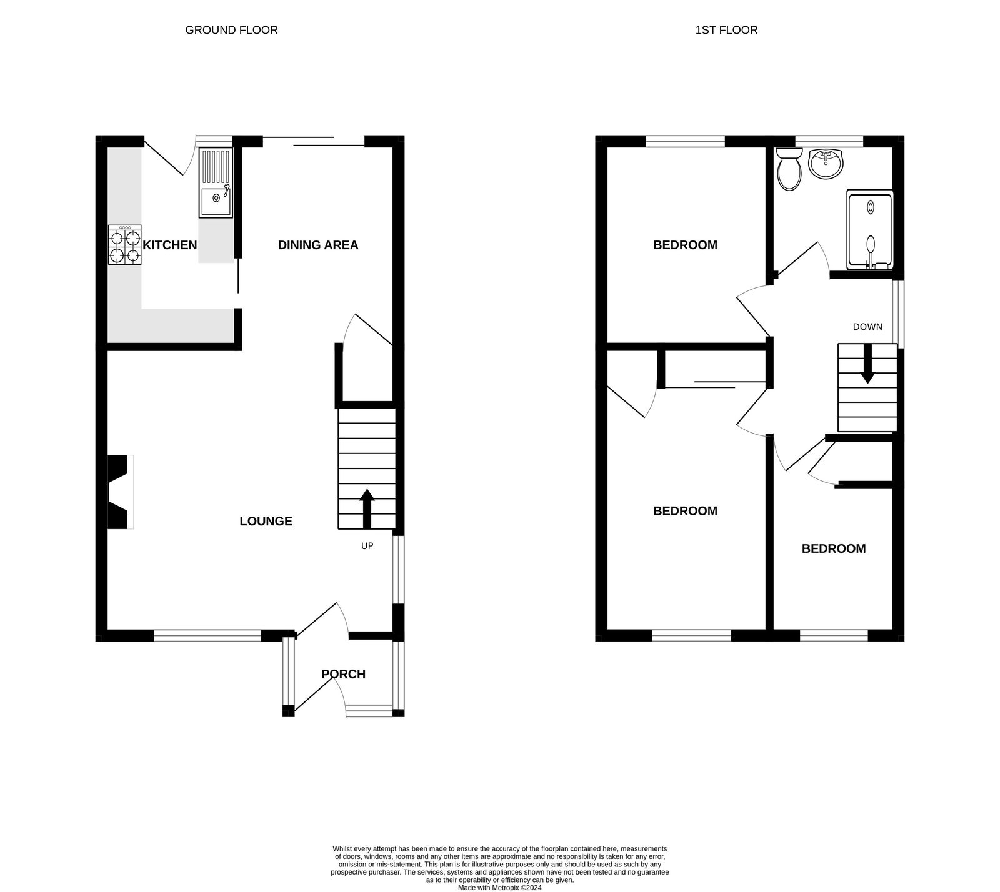 GROUND FLOOR
1ST FLOOR
KITCHEN
DINING AREA
LOUNGE
UP
PORCH
BEDROOM
DOWN
BEDROOM
BEDROOM
Whilst every attempt has been made to ensure the accuracy of the floorplan contained here, measurements
of doors, windows, rooms and any other items are approximate and no responsibility is taken for any error,
omission or mis-statement. This plan is for illustrative purposes only and should be used as such by any
prospective purchaser. The services, systems and appliances shown have not been tested and no guarantee
as to their operability or efficiency can be given.
Made with Metropix ©2024